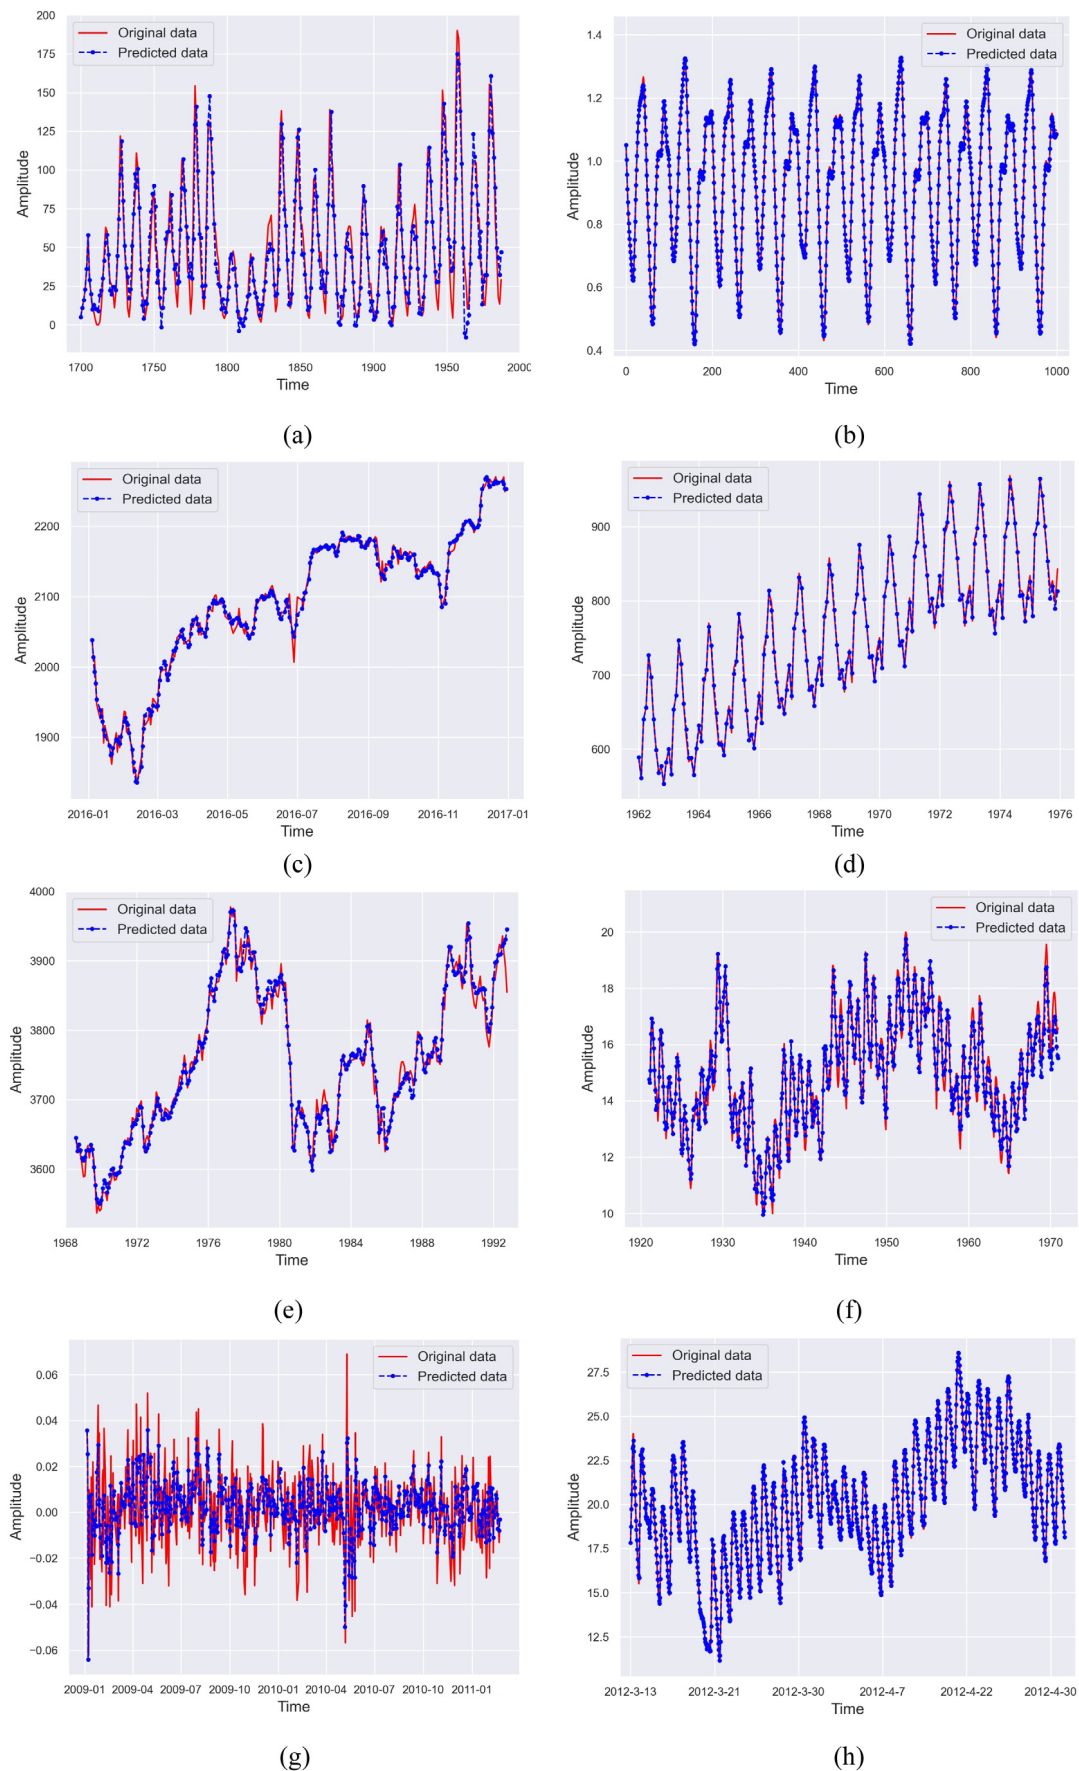 200
175
150
125
100
75
50
25
0
Amplitude
Original data
Predicted data
1700 1750 1800 1850 1900 1950 2000
Time
(a)
1.4
1.2
1.0
0.8
0.6
0.4
Amplitude
Original data
Predicted data
0 200 400 600 800 1000
Time
(b)
2200
2100
2000
1900
Amplitude
Original data
Predicted data
2016-01 2016-03 2016-05 2016-07 2016-09 2016-11 2017-01
Time
(c)
900
800
700
600
Amplitude
Original data
Predicted data
1962 1964 1966 1968 1970 1972 1974 1976
Time
(d)
4000
3900
3800
3700
3600
Amplitude
Original data
Predicted data
1968 1972 1976 1980 1984 1988 1992
Time
(e)
20
18
16
14
12
10
Amplitude
Original data
Predicted data
1920 1930 1940 1950 1960 1970
Time
(f)
0.06
0.04
0.02
0.00
−0.02
−0.04
−0.06
Amplitude
Original data
Predicted data
2009-01 2009-04 2009-07 2009-10 2010-01 2010-04 2010-07 2010-10 2011-01
Time
(g)
27.5
25.0
22.5
20.0
17.5
15.0
12.5
Amplitude
Original data
Predicted data
2012-3-13 2012-3-21 2012-3-30 2012-4-7 2012-4-22 2012-4-30
Time
(h)